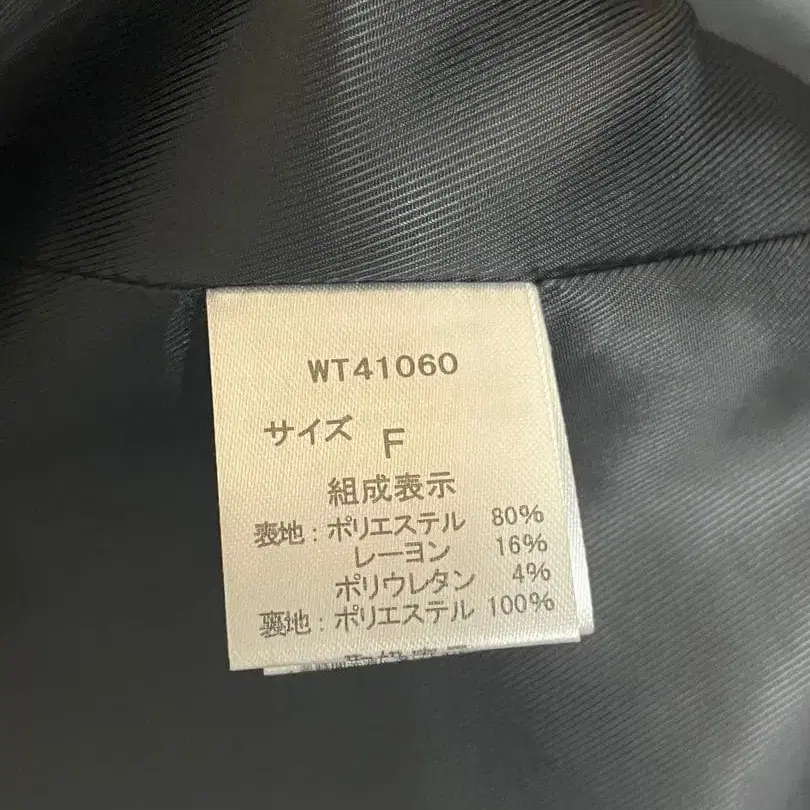 WT41060
サイズ F
組成表示
表地：ポリエステル 80%
レーヨン 16%
ポリウレタン 4%
裏地：ポリエステル 100%